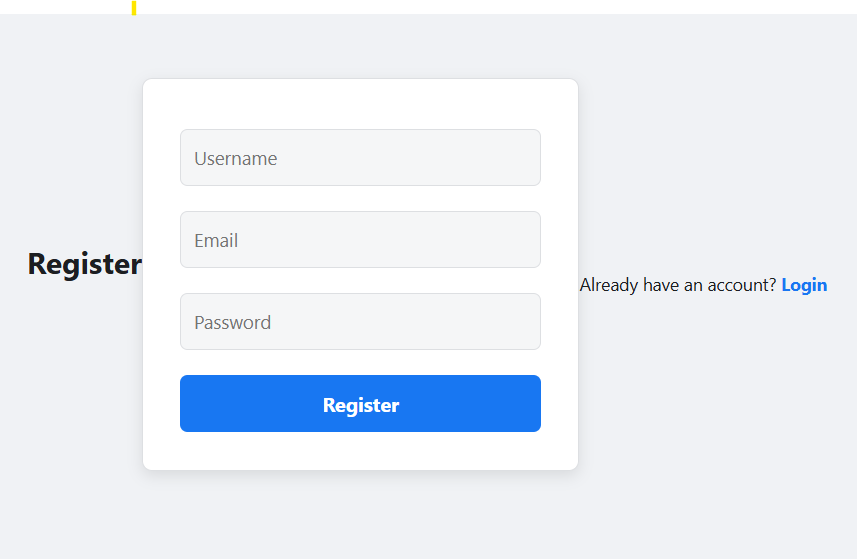 Register
Username
Email
Password
Register
Already have an account? Login